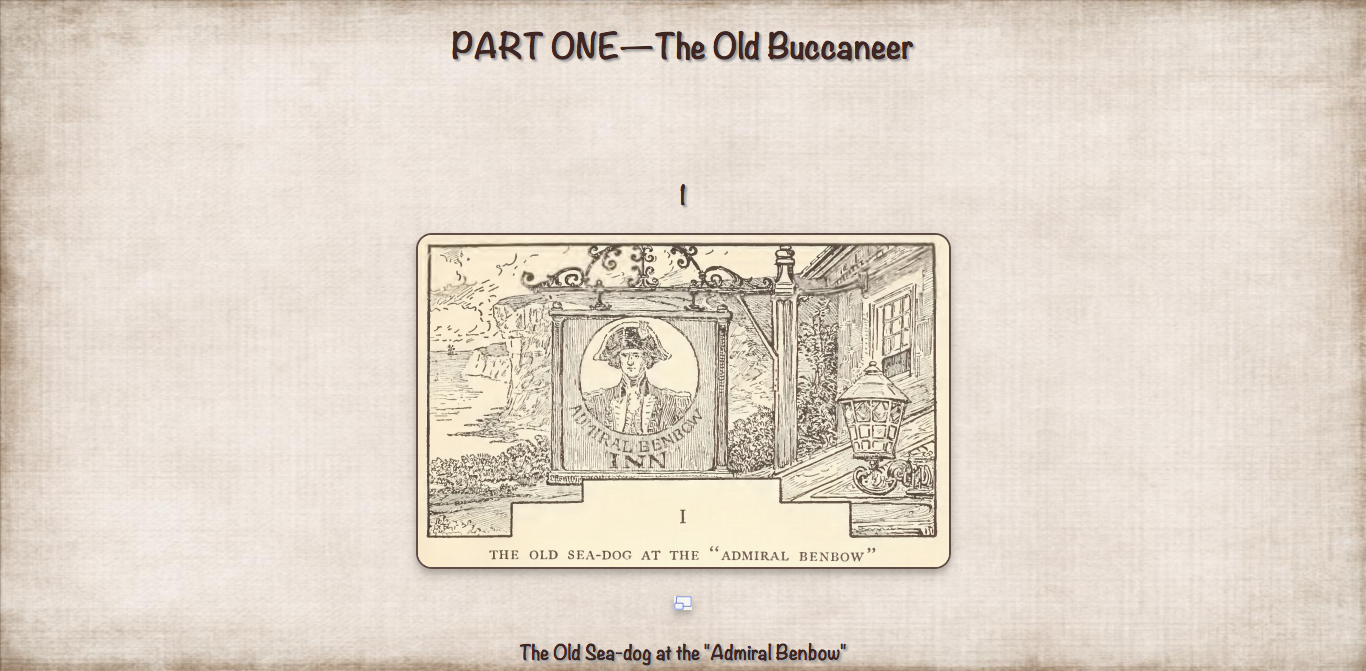 PART ONE—The Old Buccaneer
I
ADMIRAL BENBOW
INN
I
THE OLD SEA-DOG AT THE “ADMIRAL BENBOW”
The Old Sea-dog at the "Admiral Benbow"